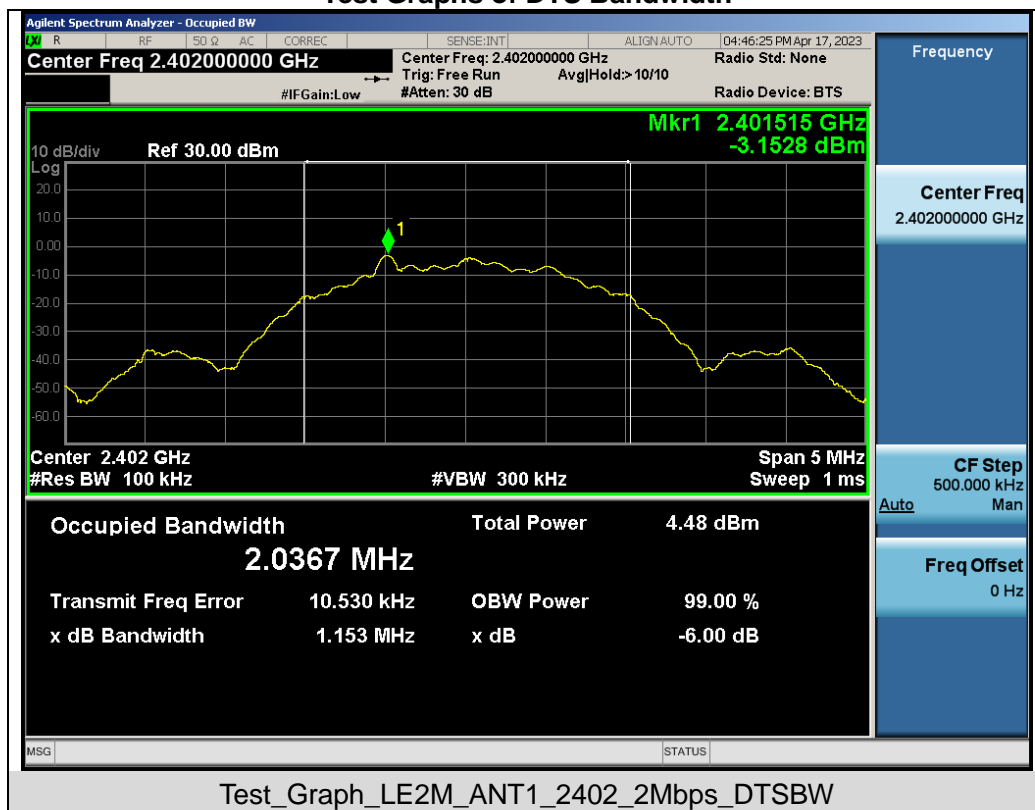 Test Graphs of DTS Bandwidth
Agilent Spectrum Analyzer - Occupied BW
LXI R RF 50 Ω AC CORREC SENSE:INT ALIGN AUTO 04:46:25 PM Apr 17, 2023
Center Freq 2.402000000 GHz
Center Freq: 2.402000000 GHz Radio Std: None
Trig: Free Run Avg|Hold:> 10/10
#IFGain:Low #Atten: 30 dB Radio Device: BTS
Frequency
Mkr1 2.401515 GHz
10 dB/div Ref 30.00 dBm -3.1528 dBm
Log
20.0
10.0
0.00
-10.0
-20.0
-30.0
-40.0
-50.0
-60.0
1
Center 2.402 GHz Span 5 MHz
#Res BW 100 kHz #VBW 300 kHz Sweep 1 ms
Center Freq
2.402000000 GHz
CF Step
500.000 kHz
Auto Man
Freq Offset
0 Hz
Occupied Bandwidth Total Power 4.48 dBm
2.0367 MHz
Transmit Freq Error 10.530 kHz OBW Power 99.00 %
x dB Bandwidth 1.153 MHz x dB -6.00 dB
MSG STATUS
Test_Graph_LE2M_ANT1_2402_2Mbps_DTSBW